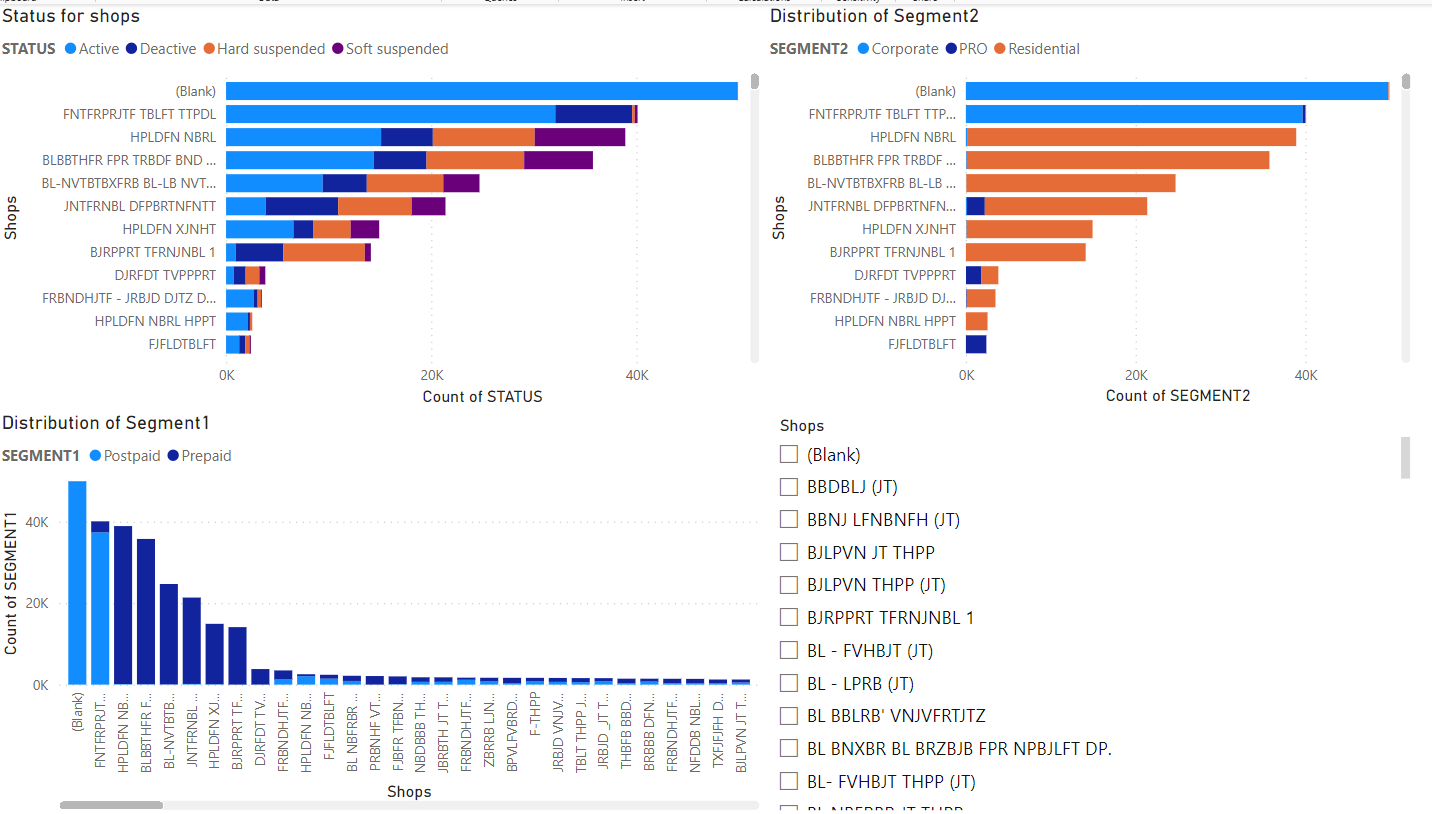 Status for shops
STATUS Active Deactive Hard suspended Soft suspended
Shops
(Blank)
FNTFRPRJTF TBLFT TTPDL
HPLDFN NBRL
BLBBTHFR FPR TRBDF BND ...
BL-NVTBTBXFRB BL-LB NVT...
JNTFRNBL DFPBRTNFNTT
HPLDFN XJNHT
BJRPPRT TFRNJNBL 1
DJRFDT TVPPPRT
FRBNDHJTF - JRBJD DJTZ D...
HPLDFN NBRL HPPT
FJFLDTBLFT
0K 20K 40K
Count of STATUS
Distribution of Segment2
SEGMENT2 Corporate PRO Residential
Shops
(Blank)
FNTFRPRJTF TBLFT TTP...
HPLDFN NBRL
BLBBTHFR FPR TRBDF ...
BL-NVTBTBXFRB BL-LB ...
JNTFRNBL DFPBRTNFN...
HPLDFN XJNHT
BJRPPRT TFRNJNBL 1
DJRFDT TVPPPRT
FRBNDHJTF - JRBJD DJ...
HPLDFN NBRL HPPT
FJFLDTBLFT
0K 20K 40K
Count of SEGMENT2
Distribution of Segment1
SEGMENT1 Postpaid Prepaid
Count of SEGMENT1
40K
20K
0K
(Blank)
FNTFRPRJT...
HPLDFN NB...
BLBBTHFR F...
BL-NVTBTB...
JNTFRNBL ...
HPLDFN XJ...
BJRPPRT TF...
DJRFDT TV...
FRBNDHJTF...
HPLDFN NB...
FJFLDTBLFT
BL NBFRBR ...
PRBNHF VT...
FJBFR TFBN...
NBDBBB TH...
JBRBTH JT T...
FRBNDHJTF...
ZBRRB LJN...
BPVLFVBRD...
F-THPP
JRBJD VNJV...
TBLT THPP J...
JRBJD _JT T...
THBFB BBD...
BRBBB DFN...
FRBNDHJTF...
NFDDB NBL...
TXFJFJFH D...
BJLPVN JT T...
Shops
Shops
(Blank)
BBDBLJ (JT)
BBNJ LFNBNFH (JT)
BJLPVN JT THPP
BJLPVN THPP (JT)
BJRPPRT TFRNJNBL 1
BL - FVHBJT (JT)
BL - LPRB (JT)
BL BBLRB' VNJVFRTJTZ
BL BNXBR BL BRZBJB FPR NPBJLFT DP.
BL- FVHBJT THPP (JT)